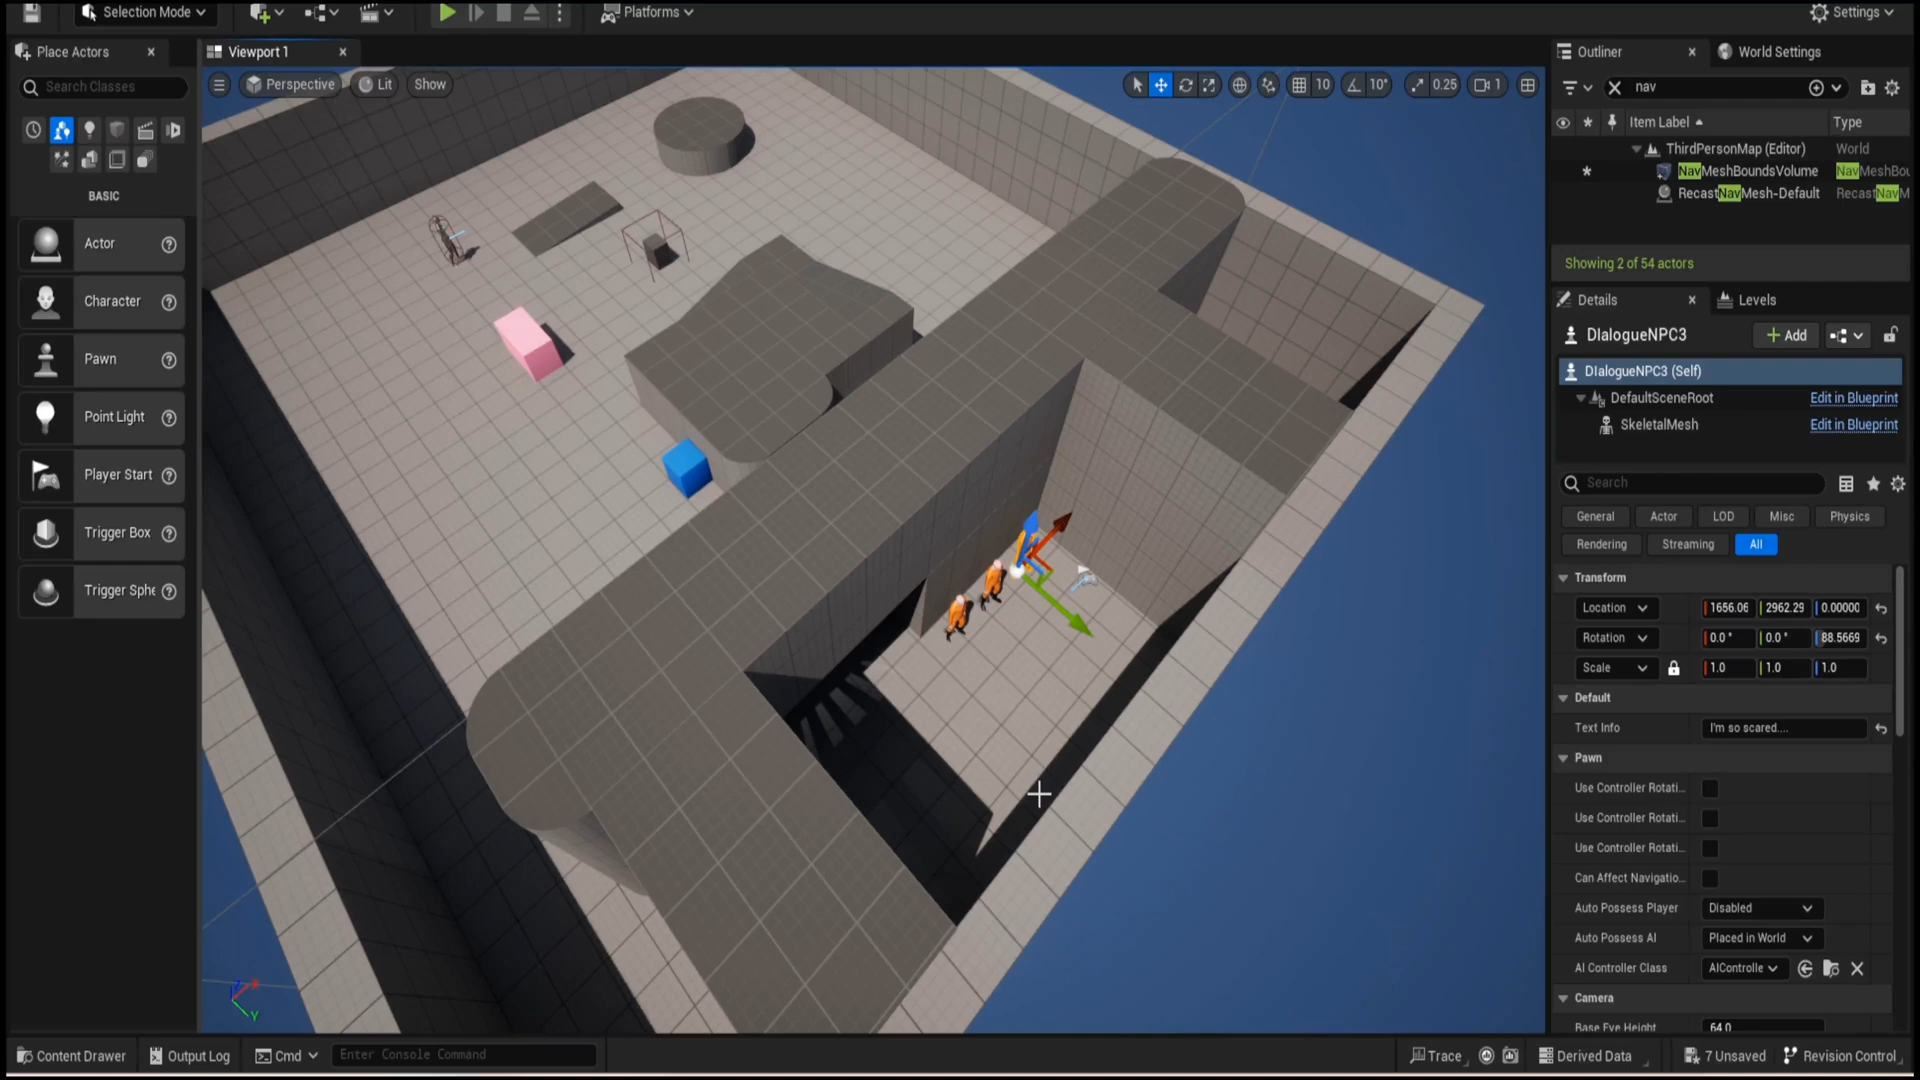 Selection Mode
Platforms
Settings
Place Actors
Viewport 1
Outliner
World Settings
Search Classes
Perspective
Lit
Show
10
10°
0.25
1
nav
Item Label
Type
ThirdPersonMap (Editor)
World
NavMeshBoundsVolume
NavMeshBou
RecastNavMesh-Default
RecastNavM
BASIC
Actor
Character
Pawn
Point Light
Player Start
Trigger Box
Trigger Sphe
Showing 2 of 54 actors
Details
Levels
DIalogueNPC3
Add
DIalogueNPC3 (Self)
DefaultSceneRoot
Edit in Blueprint
SkeletalMesh
Edit in Blueprint
Search
General
Actor
LOD
Misc
Physics
Rendering
Streaming
All
Transform
Location
1656.06
2962.29
0.00000
Rotation
0.0 °
0.0 °
88.5669
Scale
1.0
1.0
1.0
Default
Text Info
I'm so scared....
Pawn
Use Controller Rotati...
Use Controller Rotati...
Use Controller Rotati...
Can Affect Navigatio...
Auto Possess Player
Disabled
Auto Possess AI
Placed in World
AI Controller Class
AIControlle
Camera
Base Eye Height
64.0
X
Y
Content Drawer
Output Log
Cmd
Enter Console Command
Trace
Derived Data
7 Unsaved
Revision Control